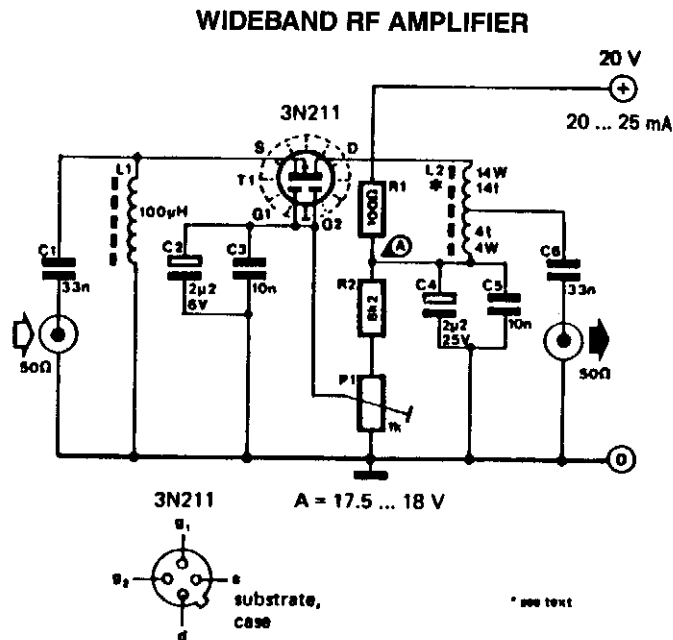 WIDEBAND RF AMPLIFIER
20 V
+
20 ... 25 mA
3N211
S
D
L1
T1
L2
*
14W
14t
R1
100Ω
100µH
G1
G2
A
4t
4W
C1
C2
C3
R2
C4
C5
C6
33n
2µ2
6V
10n
8k2
2µ2
25V
10n
33n
50Ω
P1
1k
50Ω
0
3N211
A = 17.5 ... 18 V
g1
g2
s
substrate,
case
d
* see text